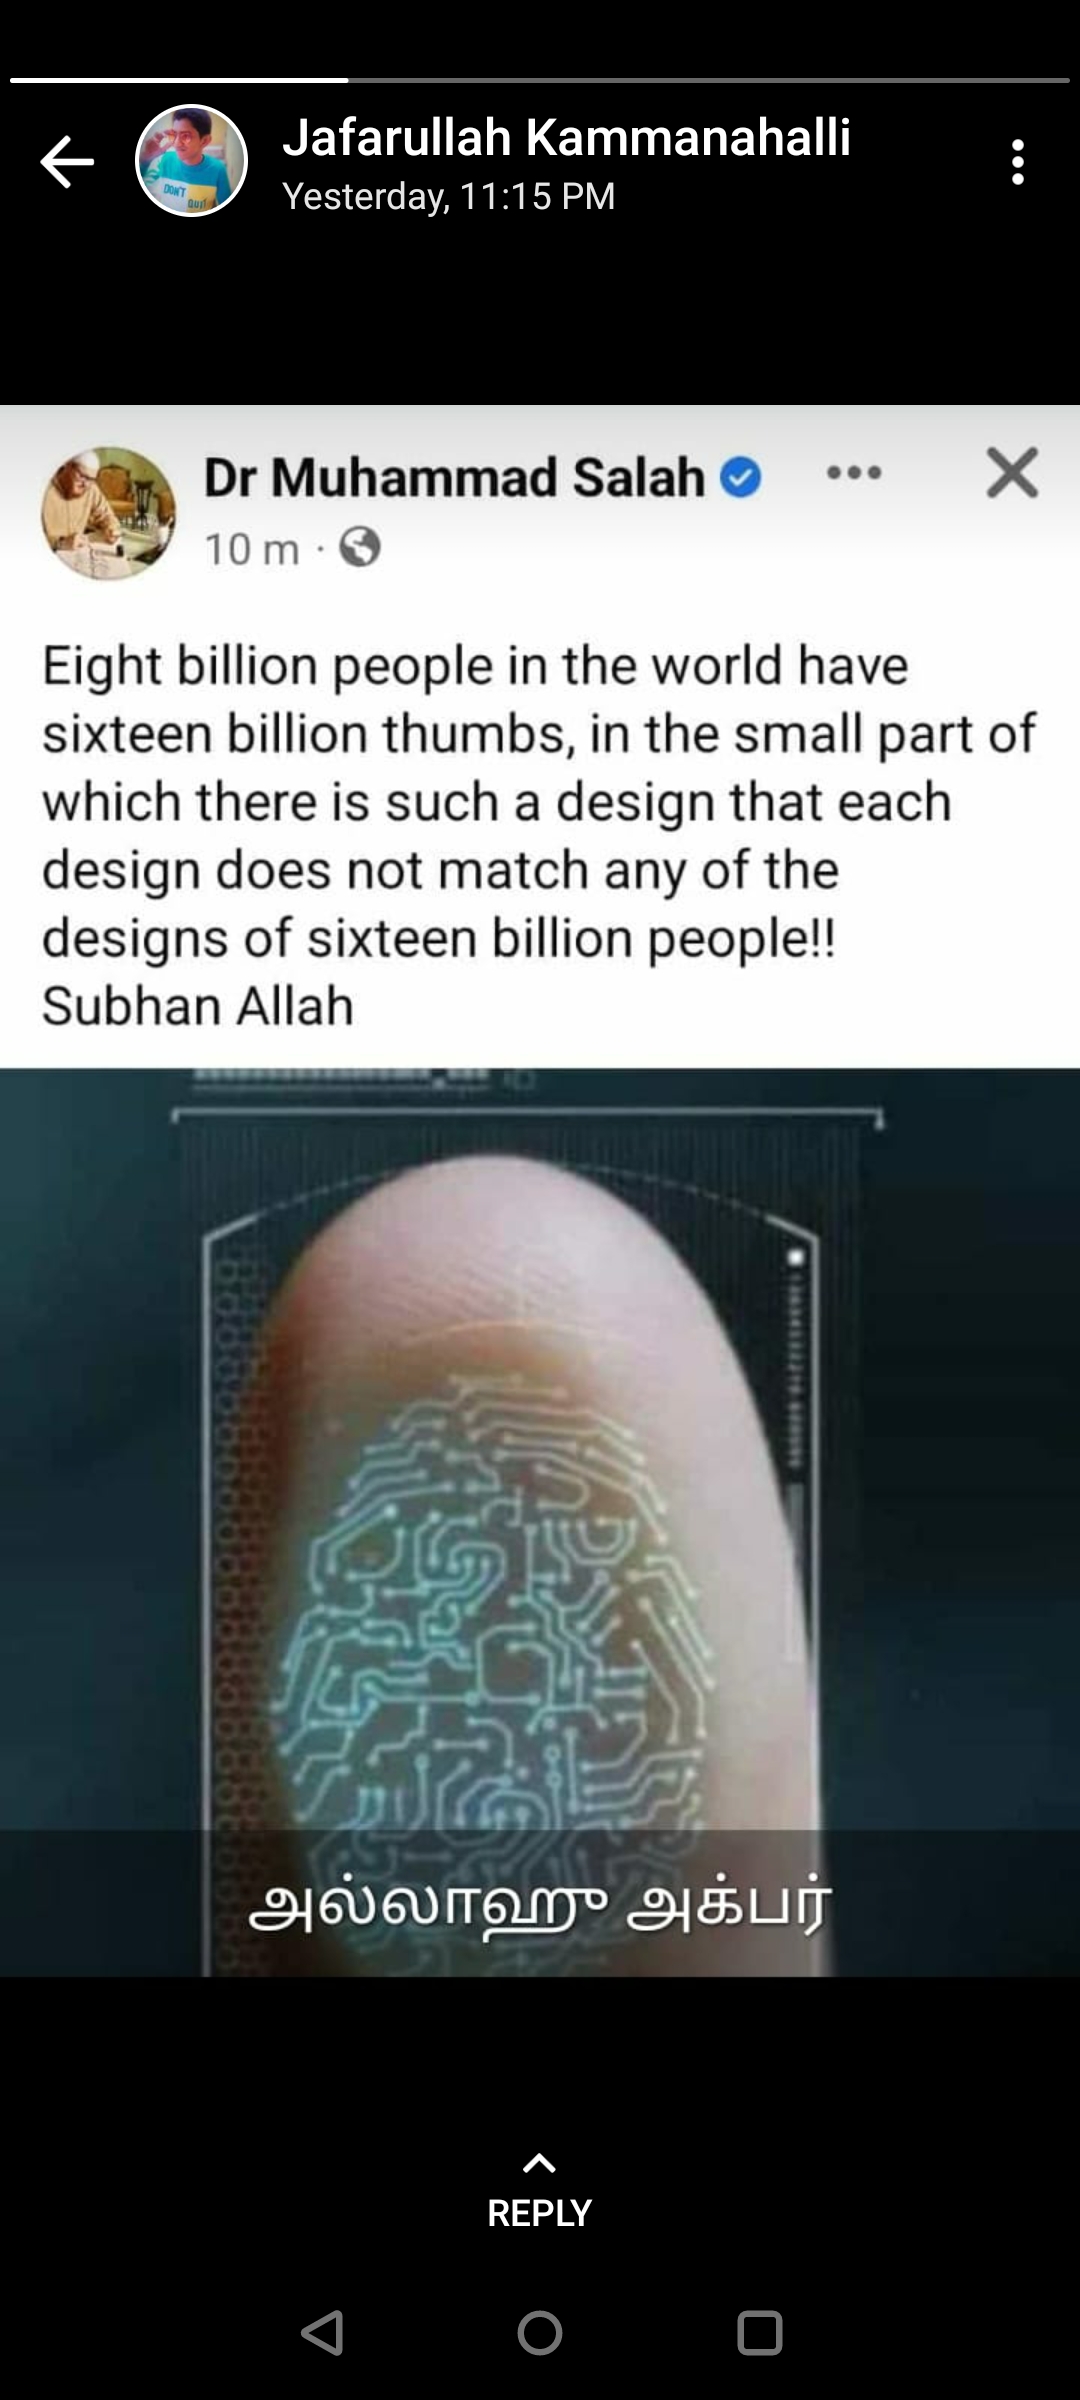 Jafarullah Kammanahalli
Yesterday, 11:15 PM
DON'T
QUIT
Dr Muhammad Salah
10 m ·
Eight billion people in the world have
sixteen billion thumbs, in the small part of
which there is such a design that each
design does not match any of the
designs of sixteen billion people!!
Subhan Allah
அல்லாஹு அக்பர்
REPLY